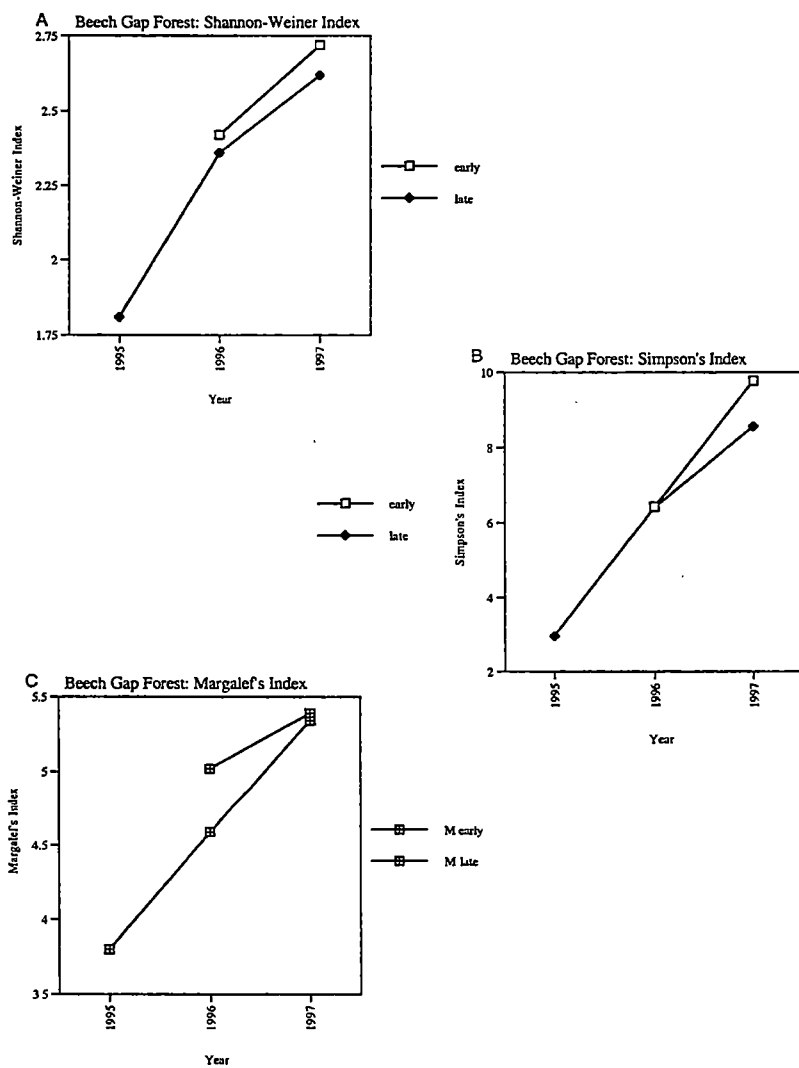 A Beech Gap Forest: Shannon-Weiner Index
2.75
2.5
2.25
2
1.75
Shannon-Weiner Index
1995
1996
1997
Year
early
late
B Beech Gap Forest: Simpson's Index
10
8
6
4
2
Simpson's Index
1995
1996
1997
Year
early
late
C Beech Gap Forest: Margalef's Index
5.5
5
4.5
4
3.5
Margalef's Index
1995
1996
1997
Year
M early
M late